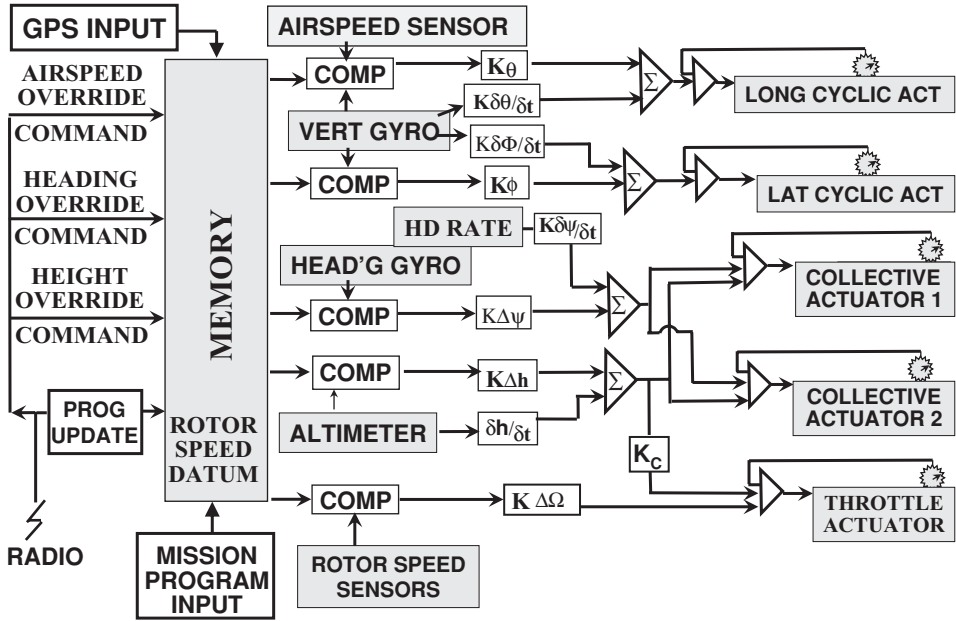 GPS INPUT
AIRSPEED SENSOR
AIRSPEED
OVERRIDE
COMMAND
COMP
Kθ
Σ
LONG CYCLIC ACT
Kδθ/δt
VERT GYRO
KδΦ/δt
HEADING
OVERRIDE
COMMAND
COMP
Kϕ
Σ
LAT CYCLIC ACT
MEMORY
HD RATE
Kδψ/δt
HEAD'G GYRO
HEIGHT
OVERRIDE
COMMAND
COMP
KΔψ
Σ
COLLECTIVE
ACTUATOR 1
COMP
KΔh
Σ
COLLECTIVE
ACTUATOR 2
PROG
UPDATE
ROTOR
SPEED
DATUM
ALTIMETER
δh/δt
KC
COMP
K ΔΩ
THROTTLE
ACTUATOR
RADIO
MISSION
PROGRAM
INPUT
ROTOR SPEED
SENSORS